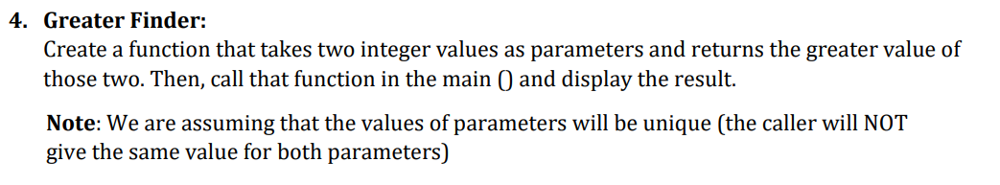 4. Greater Finder:
Create a function that takes two integer values as parameters and returns the greater value of
those two. Then, call that function in the main () and display the result.
Note: We are assuming that the values of parameters will be unique (the caller will NOT
give the same value for both parameters)